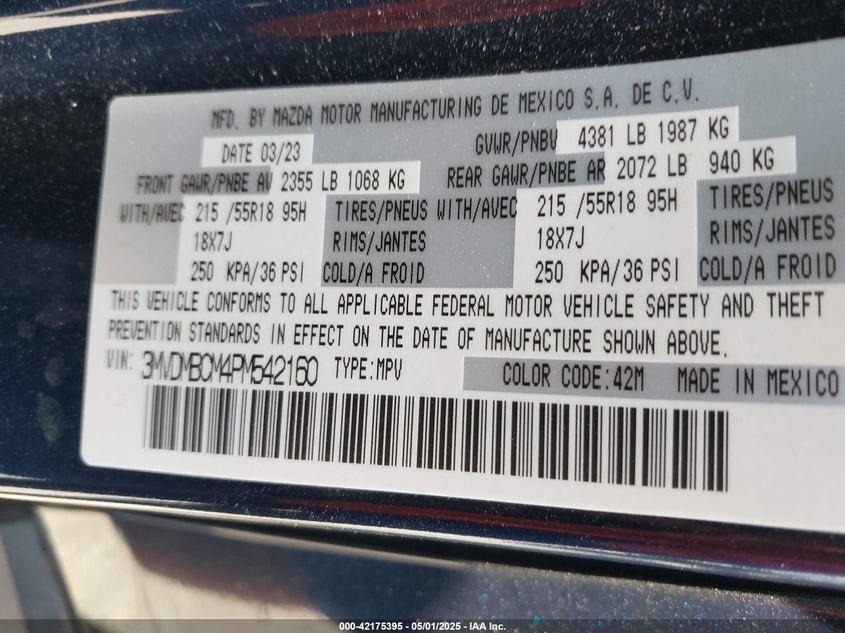 MFD. BY MAZDA MOTOR MANUFACTURING DE MEXICO S.A. DE C.V.
DATE 03/23 GVWR/PNBV 4381 LB 1987 KG
FRONT GAWR/PNBE AV 2355 LB 1068 KG REAR GAWR/PNBE AR 2072 LB 940 KG
WITH/AVEC 215 /55R18 95H TIRES/PNEUS WITH/AVEC 215 /55R18 95H TIRES/PNEUS
18X7J RIMS/JANTES 18X7J RIMS/JANTES
250 KPA/36 PSI COLD/A FROID 250 KPA/36 PSI COLD/A FROID
THIS VEHICLE CONFORMS TO ALL APPLICABLE FEDERAL MOTOR VEHICLE SAFETY AND THEFT
PREVENTION STANDARDS IN EFFECT ON THE DATE OF MANUFACTURE SHOWN ABOVE.
VIN: 3MVDMBCM4PM542160 TYPE:MPV COLOR CODE:42M MADE IN MEXICO
000-42175395 - 05/01/2025 - IAA Inc.